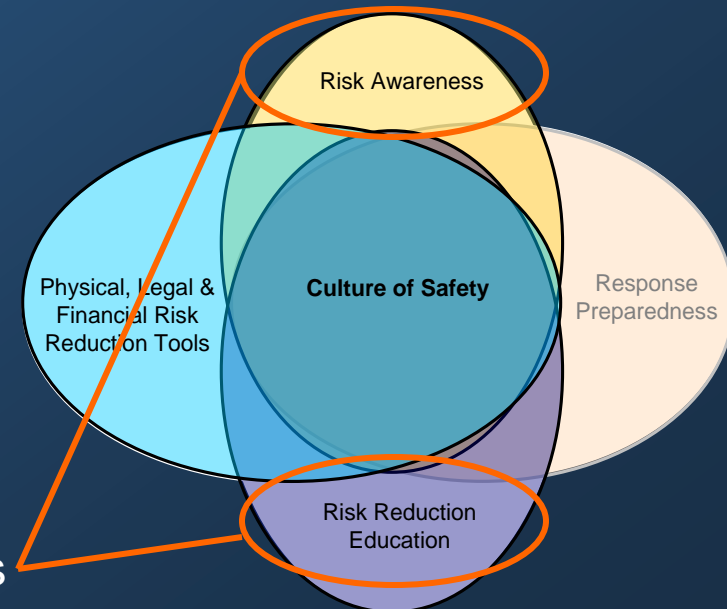 Risk Awareness
Physical, Legal &
Financial Risk
Reduction Tools
Culture of Safety
Response
Preparedness
Risk Reduction
Education
s